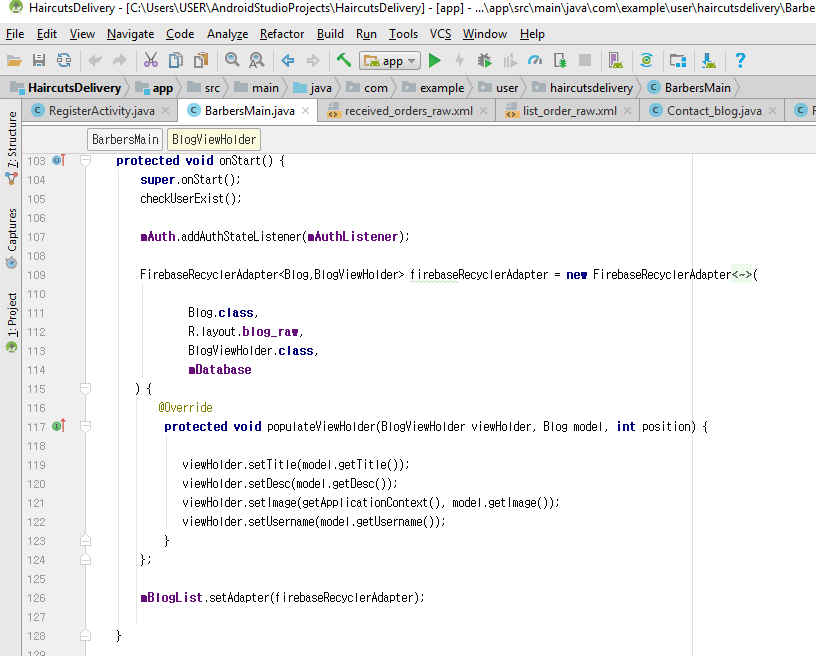 HaircutsDelivery - [C:\Users\USER\AndroidStudioProjects\HaircutsDelivery] - [app] - ...\app\src\main\java\com\example\user\haircutsdelivery\Barbe
File Edit View Navigate Code Analyze Refactor Build Run Tools VCS Window Help
app
HaircutsDelivery app src main java com example user haircutsdelivery BarbersMain
RegisterActivity.java BarbersMain.java received_orders_raw.xml list_order_raw.xml Contact_blog.java
BarbersMain BlogViewHolder
7: Structure
Captures
1: Project
103 protected void onStart() {
104 super.onStart();
105 checkUserExist();
106
107 mAuth.addAuthStateListener(mAuthListener);
108
109 FirebaseRecyclerAdapter<Blog,BlogViewHolder> firebaseRecyclerAdapter = new FirebaseRecyclerAdapter<~>(
110
111 Blog.class,
112 R.layout.blog_raw,
113 BlogViewHolder.class,
114 mDatabase
115 ) {
116 @Override
117 protected void populateViewHolder(BlogViewHolder viewHolder, Blog model, int position) {
118
119 viewHolder.setTitle(model.getTitle());
120 viewHolder.setDesc(model.getDesc());
121 viewHolder.setImage(getApplicationContext(), model.getImage());
122 viewHolder.setUsername(model.getUsername());
123 }
124 };
125
126 mBlogList.setAdapter(firebaseRecyclerAdapter);
127
128 }
129